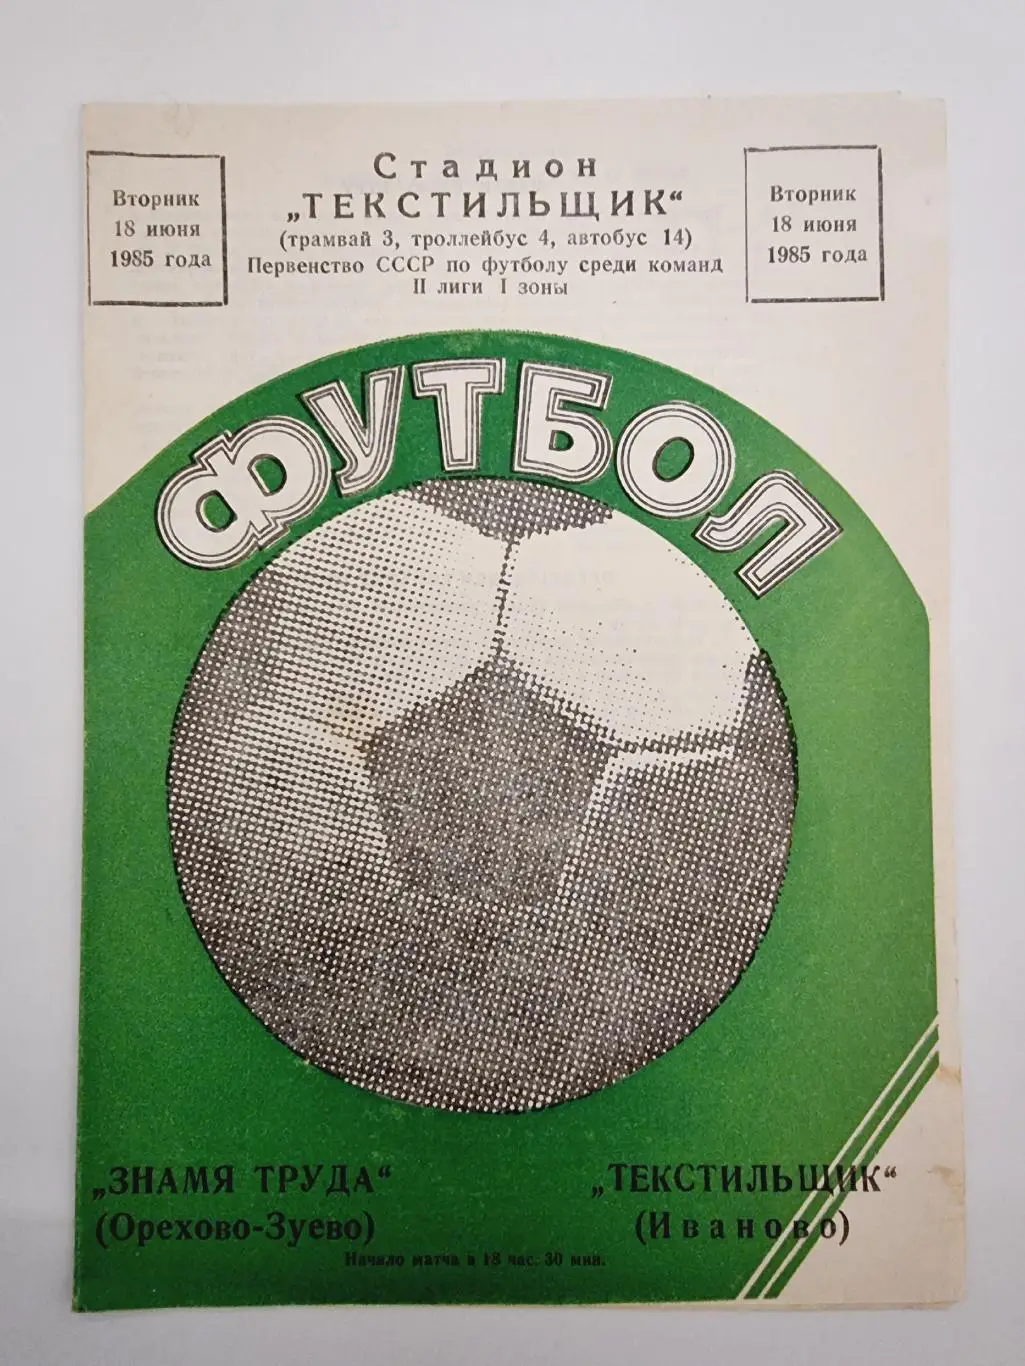 Вторник
18 июня
1985 года
Стадион
„ТЕКСТИЛЬЩИК“
(трамвай 3, троллейбус 4, автобус 14)
Первенство СССР по футболу среди команд
II лиги I зоны
Вторник
18 июня
1985 года
ФУТБОЛ
„ЗНАМЯ ТРУДА“
(Орехово-Зуево)
„ТЕКСТИЛЬЩИК“
(Иваново)
Начало матча в 18 час. 30 мин.